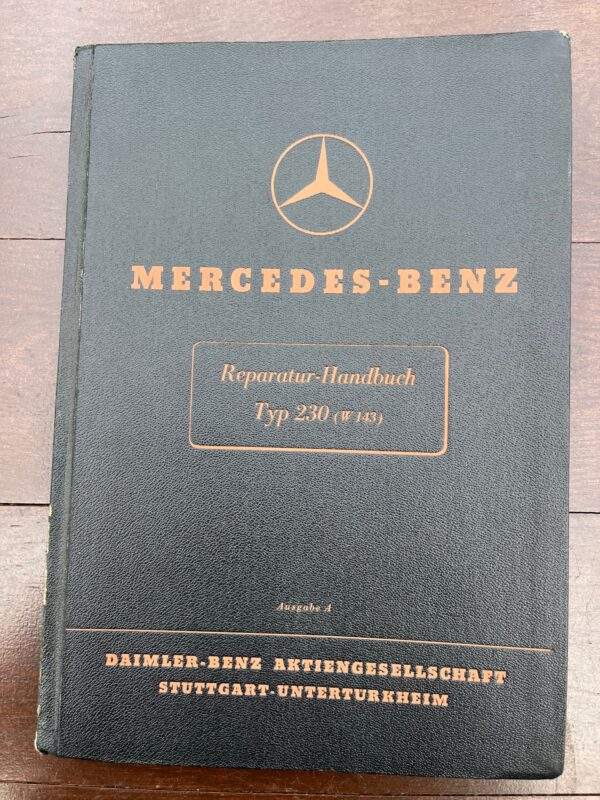 MERCEDES-BENZ
Reparatur-Handbuch
Typ 230 (W 143)
Ausgabe A
DAIMLER-BENZ AKTIENGESELLSCHAFT
STUTTGART-UNTERTURKHEIM